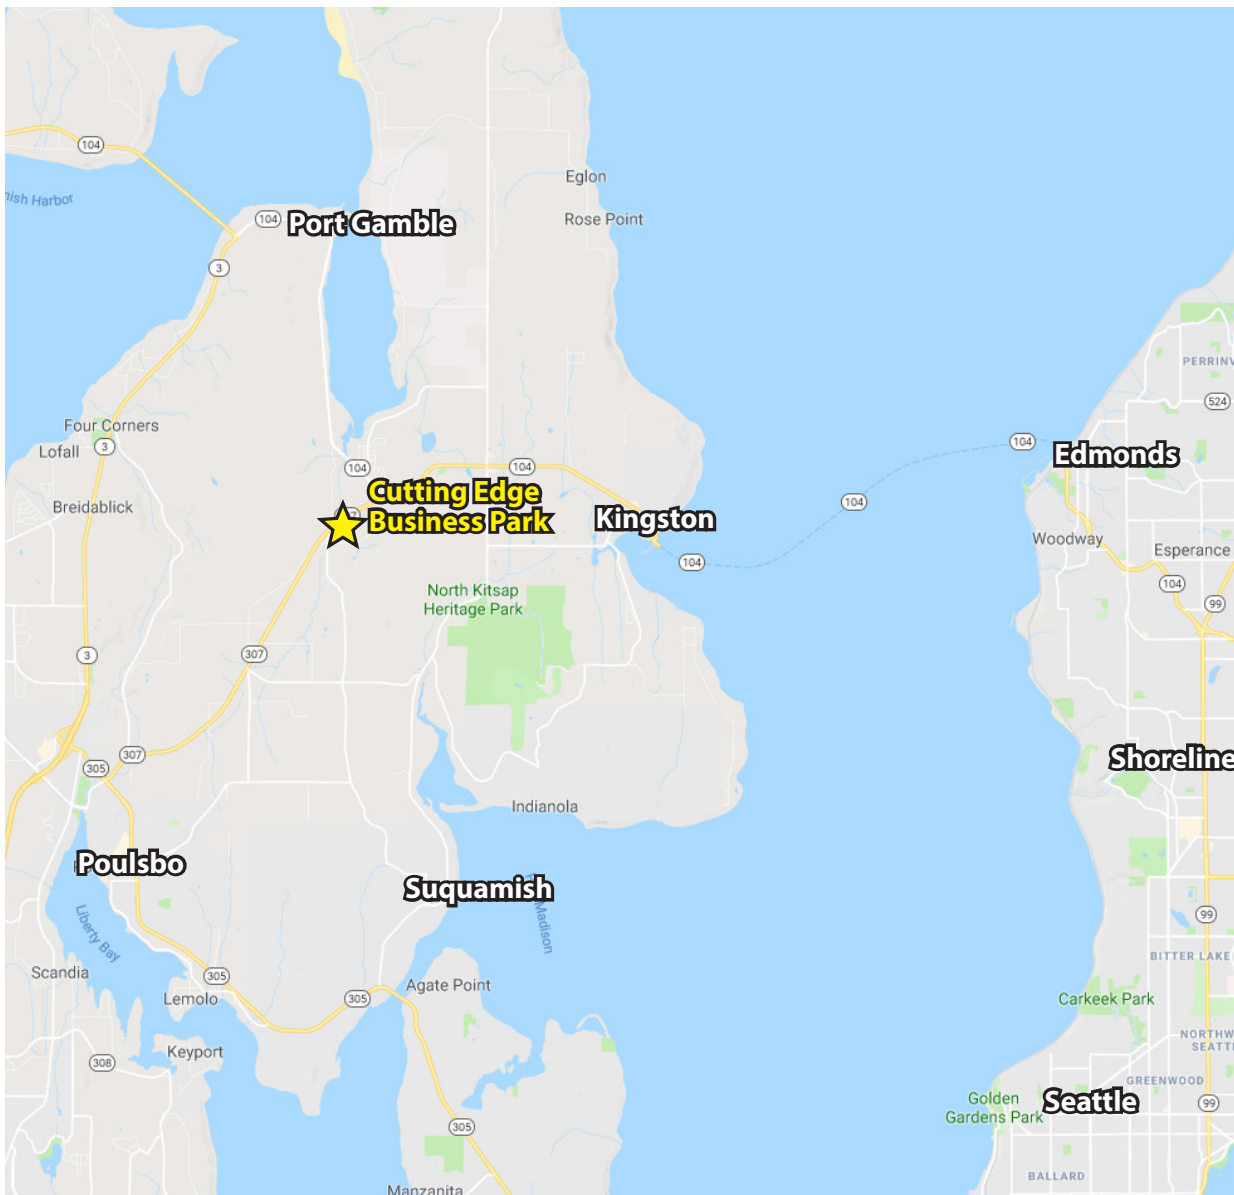 104
nish Harbor
Eglon
Rose Point
104
Port Gamble
3
PERRINV
524
Four Corners
Lofall
3
104
Edmonds
104
104
Cutting Edge
Business Park
Breidablick
104
Kingston
Woodway
Esperance
104
104
99
North Kitsap
Heritage Park
307
3
307
305
Shoreline
Indianola
Poulsbo
Suquamish
Madison
Liberty Bay
99
BITTER LAKE
Scandia
305
Lemolo
305
Agate Point
Carkeek Park
NORTHW
SEATT
Keyport
308
GREENWOOD
Golden
Gardens Park
Seattle
99
305
BALLARD
Manzanita